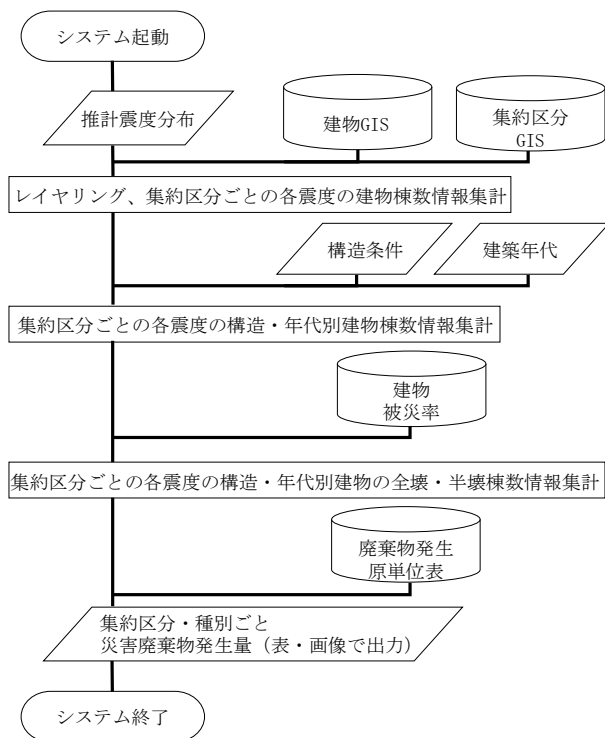 システム起動
推計震度分布
建物GIS
集約区分
GIS
レイヤリング、集約区分ごとの各震度の建物棟数情報集計
構造条件
建築年代
集約区分ごとの各震度の構造・年代別建物棟数情報集計
建物
被災率
集約区分ごとの各震度の構造・年代別建物の全壊・半壊棟数情報集計
廃棄物発生
原単位表
集約区分・種別ごと
災害廃棄物発生量（表・画像で出力）
システム終了